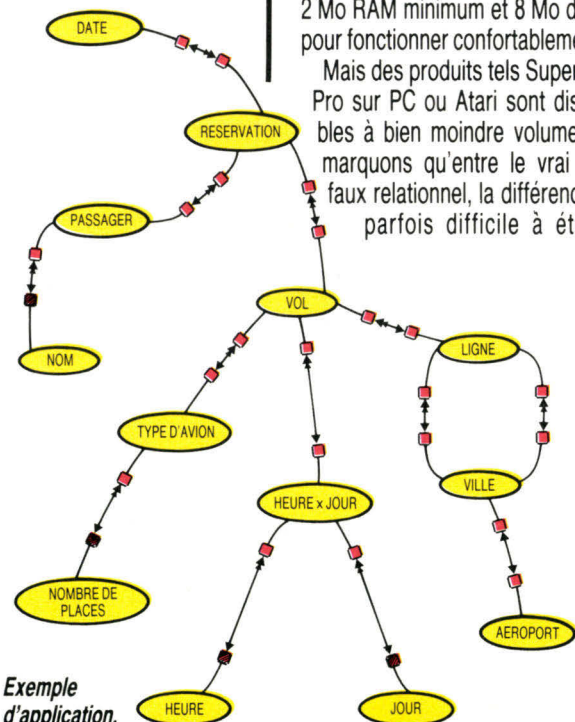 2 Mo RAM minimum et 8 Mo d
pour fonctionner confortableme
Mais des produits tels Super
Pro sur PC ou Atari sont dis
bles à bien moindre volume
marquons qu'entre le vrai
faux relationnel, la différenc
parfois difficile à ét
DATE
RESERVATION
PASSAGER
NOM
VOL
LIGNE
TYPE D'AVION
HEURE x JOUR
VILLE
NOMBRE DE
PLACES
AEROPORT
HEURE
JOUR
Exemple
d'application.